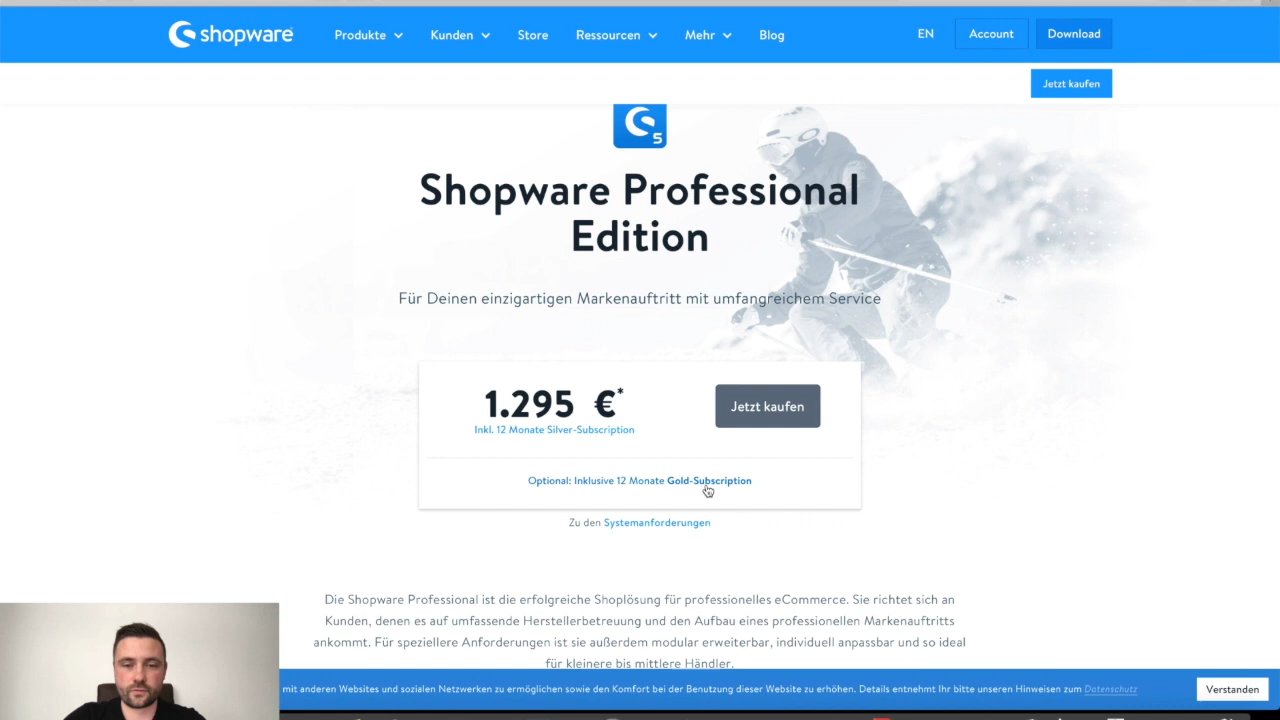 shopware
Produkte
Kunden
Store
Ressourcen
Mehr
Blog
EN
Account
Download
Jetzt kaufen
5
Shopware Professional
Edition
Für Deinen einzigartigen Markenauftritt mit umfangreichem Service
1.295 €*
Inkl. 12 Monate Silver-Subscription
Jetzt kaufen
Optional: Inklusive 12 Monate Gold-Subscription
Zu den Systemanforderungen
Die Shopware Professional ist die erfolgreiche Shoplösung für professionelles eCommerce. Sie richtet sich an
Kunden, denen es auf umfassende Herstellerbetreuung und den Aufbau eines professionellen Markenauftritts
ankommt. Für speziellere Anforderungen ist sie außerdem modular erweiterbar, individuell anpassbar und so ideal
für kleinere bis mittlere Händler.
mit anderen Websites und sozialen Netzwerken zu ermöglichen sowie den Komfort bei der Benutzung dieser Website zu erhöhen. Details entnehmt Ihr bitte unseren Hinweisen zum Datenschutz
Verstanden